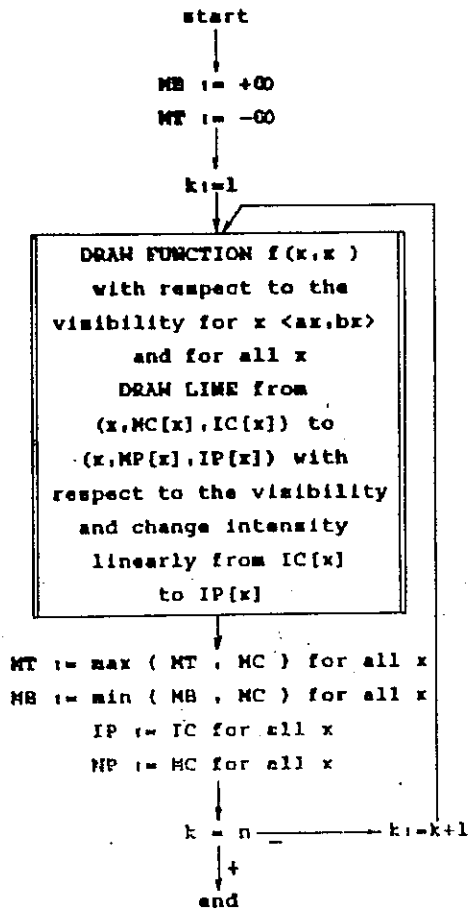 start
MB := +∞
MT := -∞
k:=1
DRAW FUNCTION f(x,x )
with respect to the
visibility for x <ax,bx>
and for all x
DRAW LINE from
(x,MC[x],IC[x]) to
(x,MP[x],IP[x]) with
respect to the visibility
and change intensity
linearly from IC[x]
to IP[x]
MT := max ( MT , MC ) for all x
MB := min ( MB , MC ) for all x
IP := IC for all x
MP := MC for all x
k = n - k:=k+1
+
end